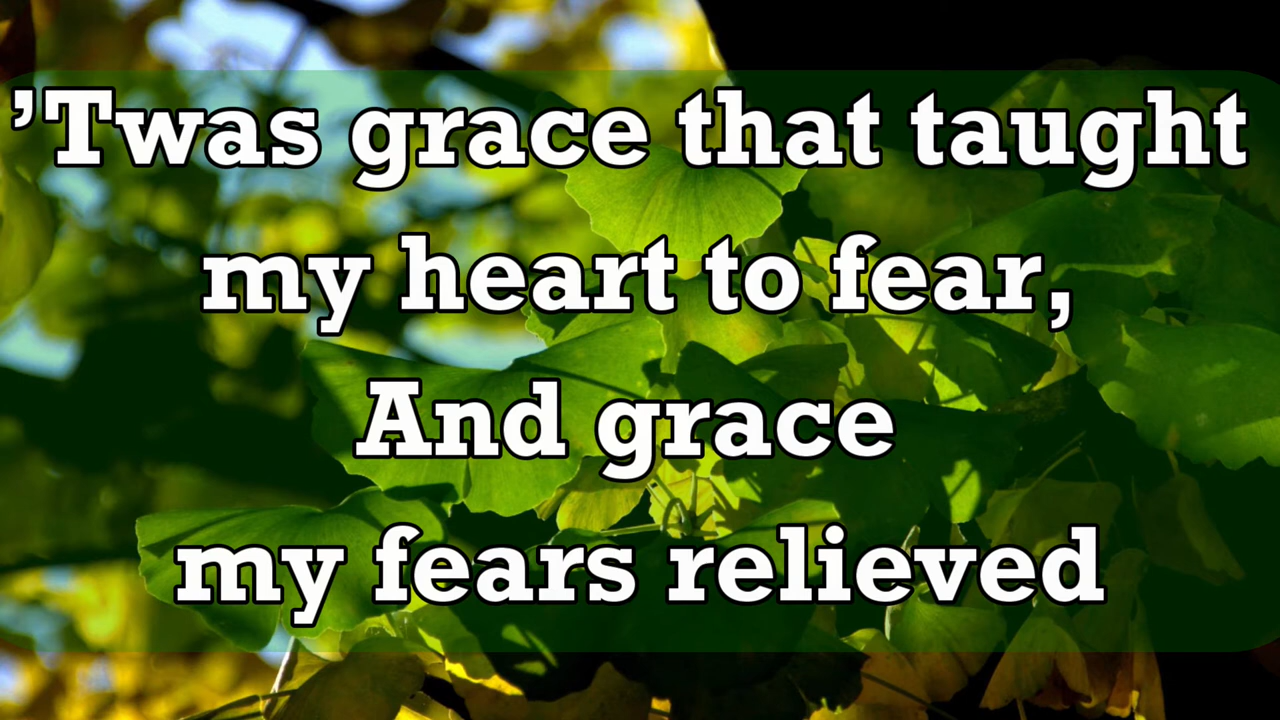 ’Twas grace that taught
my heart to fear,
And grace
my fears relieved